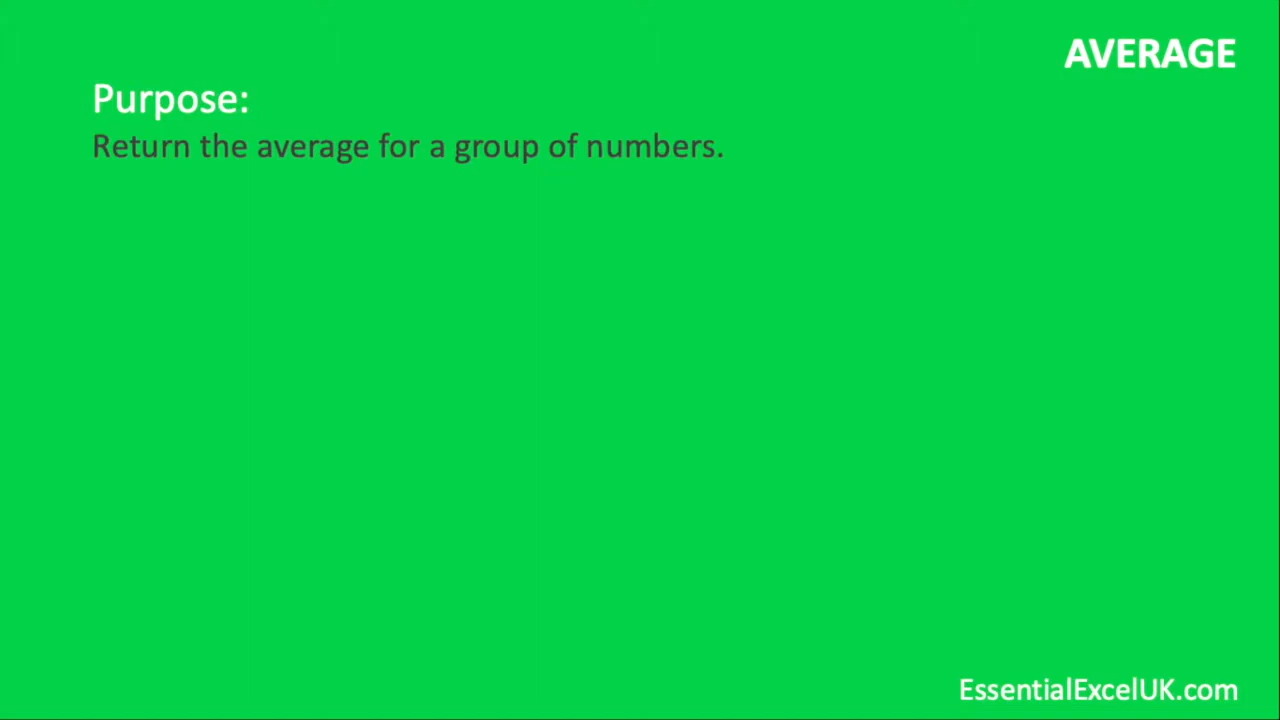 AVERAGE
Purpose:
Return the average for a group of numbers.
EssentialExcelUK.com